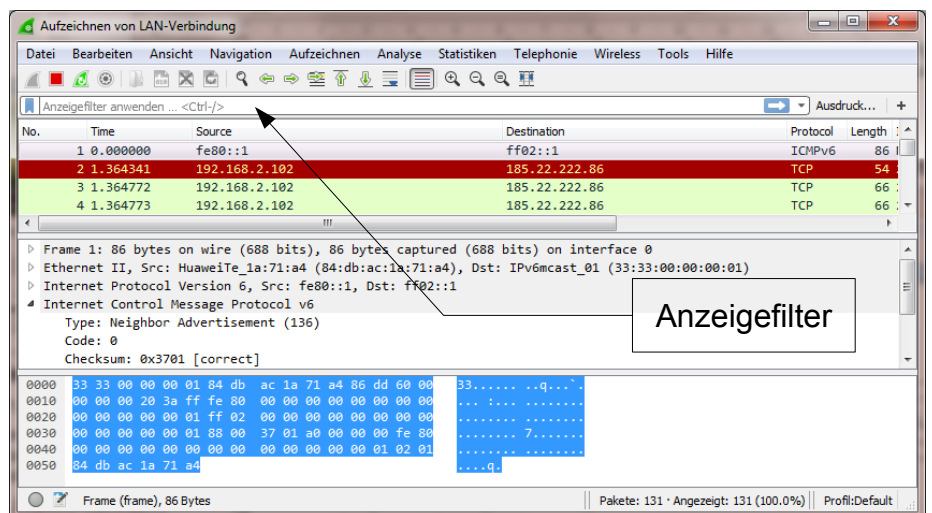 Aufzeichnen von LAN-Verbindung
Datei Bearbeiten Ansicht Navigation Aufzeichnen Analyse Statistiken Telephonie Wireless Tools Hilfe
Anzeigefilter anwenden ... <Ctrl-/> Ausdruck... +
No. Time Source Destination Protocol Length
1 0.000000 fe80::1 ff02::1 ICMPv6 86
2 1.364341 192.168.2.102 185.22.222.86 TCP 54
3 1.364772 192.168.2.102 185.22.222.86 TCP 66
4 1.364773 192.168.2.102 185.22.222.86 TCP 66
Frame 1: 86 bytes on wire (688 bits), 86 bytes captured (688 bits) on interface 0
Ethernet II, Src: HuaweiTe_1a:71:a4 (84:db:ac:1a:71:a4), Dst: IPv6mcast_01 (33:33:00:00:00:01)
Internet Protocol Version 6, Src: fe80::1, Dst: ff02::1
Internet Control Message Protocol v6
Type: Neighbor Advertisement (136)
Code: 0
Checksum: 0x3701 [correct]
Anzeigefilter
0000 33 33 00 00 00 01 84 db ac 1a 71 a4 86 dd 60 00 33...... ..q...`.
0010 00 00 00 20 3a ff fe 80 00 00 00 00 00 00 00 00 ... :... ........
0020 00 00 00 00 00 01 ff 02 00 00 00 00 00 00 00 00 ........ ........
0030 00 00 00 00 00 01 88 00 37 01 a0 00 00 00 fe 80 ........ 7.......
0040 00 00 00 00 00 00 00 00 00 00 00 00 00 01 02 01 ........ ........
0050 84 db ac 1a 71 a4 ....q.
Frame (frame), 86 Bytes Pakete: 131 · Angezeigt: 131 (100.0%) Profil:Default